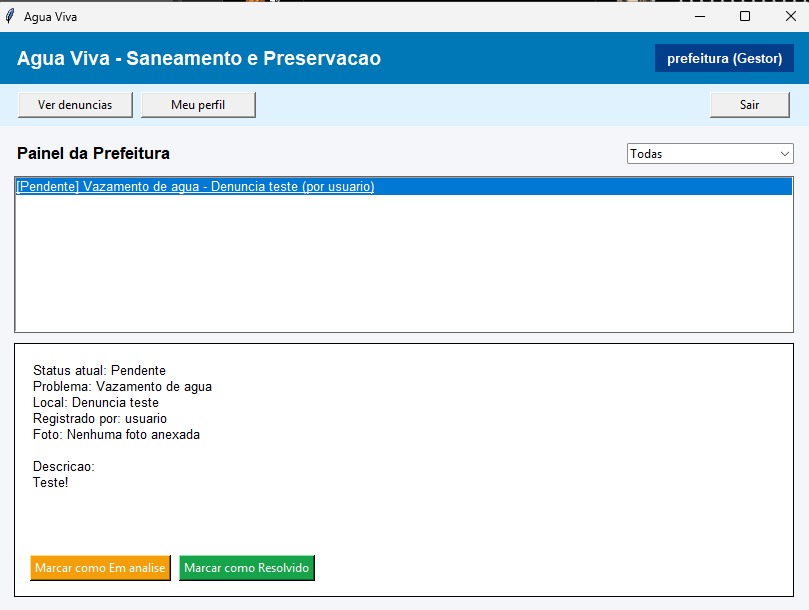 Agua Viva
Agua Viva - Saneamento e Preservacao
prefeitura (Gestor)
Ver denuncias
Meu perfil
Sair
Painel da Prefeitura
Todas
[Pendente] Vazamento de agua - Denuncia teste (por usuario)
Status atual: Pendente
Problema: Vazamento de agua
Local: Denuncia teste
Registrado por: usuario
Foto: Nenhuma foto anexada
Descricao:
Teste!
Marcar como Em analise
Marcar como Resolvido